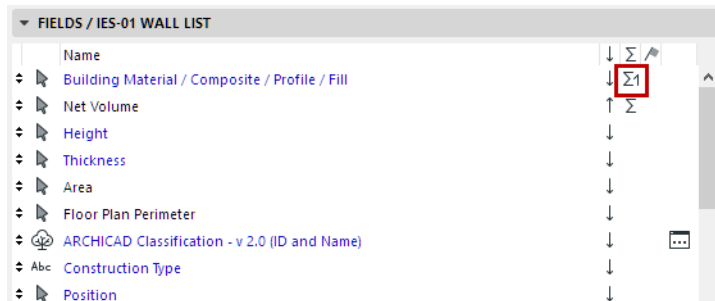 FIELDS / IES-01 WALL LIST
Name ↓ Σ
Building Material / Composite / Profile / Fill ↓ Σ1
Net Volume ↑ Σ
Height ↓
Thickness ↓
Area ↓
Floor Plan Perimeter ↓
ARCHICAD Classification - v 2.0 (ID and Name) ↓
Abc Construction Type ↓
Position ↓